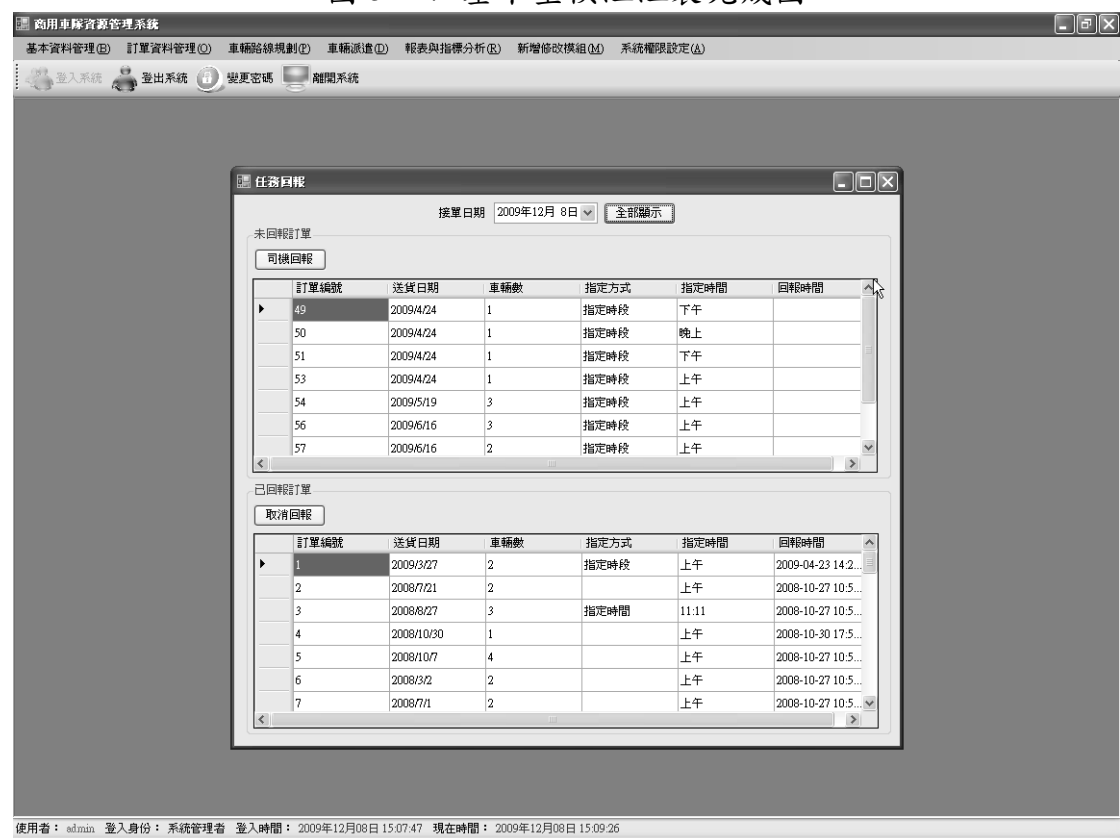 商用車隊資源管理系統
基本資料管理(B) 訂單資料管理(O) 車輛路線規劃(P) 車輛派遣(D) 報表與指標分析(R) 新增修改模組(M) 系統權限設定(A)
登入系統 登出系統 變更密碼 離開系統
任務回報
接單日期 2009年12月 8日 全部顯示
未回報訂單
司機回報
訂單編號 送貨日期 車輛數 指定方式 指定時間 回報時間
49 2009/4/24 1 指定時段 下午
50 2009/4/24 1 指定時段 晚上
51 2009/4/24 1 指定時段 下午
53 2009/4/24 1 指定時段 上午
54 2009/5/19 3 指定時段 上午
56 2009/6/16 3 指定時段 上午
57 2009/6/16 2 指定時段 上午
已回報訂單
取消回報
訂單編號 送貨日期 車輛數 指定方式 指定時間 回報時間
1 2009/3/27 2 指定時段 上午 2009-04-23 14:2...
2 2008/7/21 2 上午 2008-10-27 10:5...
3 2008/8/27 3 指定時間 11:11 2008-10-27 10:5...
4 2008/10/30 1 上午 2008-10-30 17:5...
5 2008/10/7 4 上午 2008-10-27 10:5...
6 2008/3/2 2 上午 2008-10-27 10:5...
7 2008/7/1 2 上午 2008-10-27 10:5...
使用者： admin 登入身份： 系統管理者 登入時間： 2009年12月08日 15:07:47 現在時間： 2009年12月08日 15:09:26